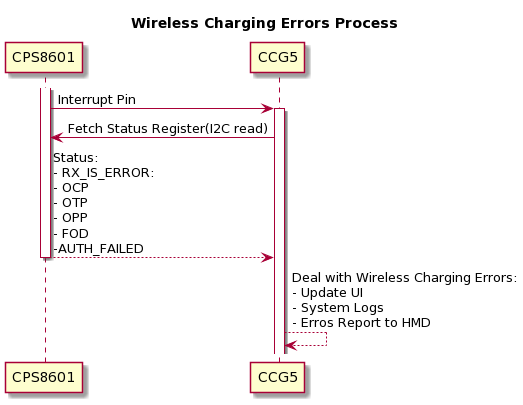 Wireless Charging Errors Process
CPS8601
CCG5
Interrupt Pin
Fetch Status Register(I2C read)
Status:
- RX_IS_ERROR:
- OCP
- OTP
- OPP
- FOD
-AUTH_FAILED
Deal with Wireless Charging Errors:
- Update UI
- System Logs
- Erros Report to HMD
CPS8601
CCG5